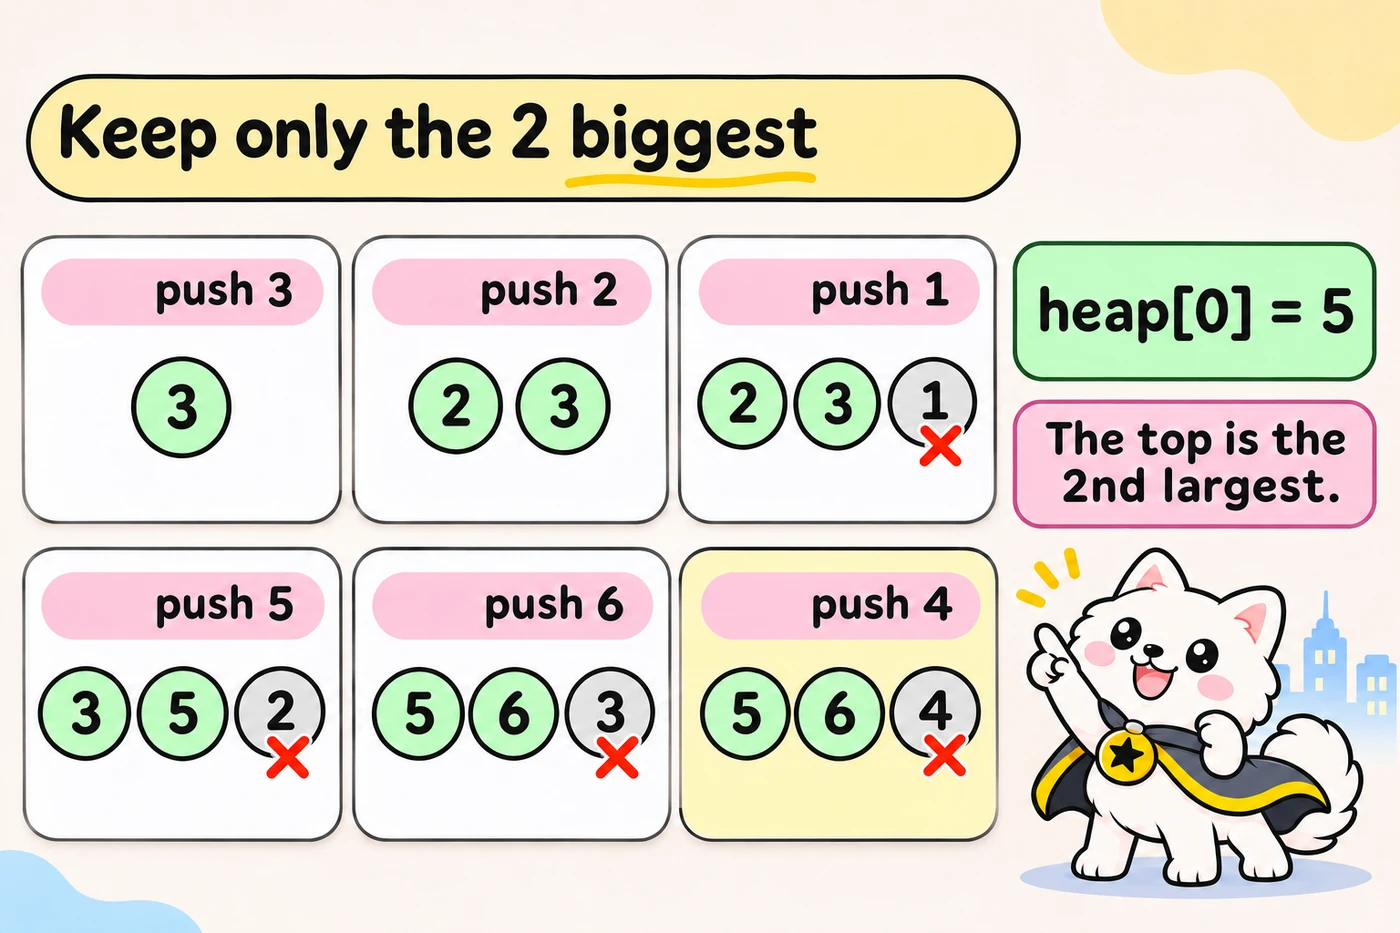 Keep only the 2 biggest
push 3
3
push 2
2 3
push 1
2 3 1
heap[0] = 5
The top is the
2nd largest.
push 5
3 5 2
push 6
5 6 3
push 4
5 6 4